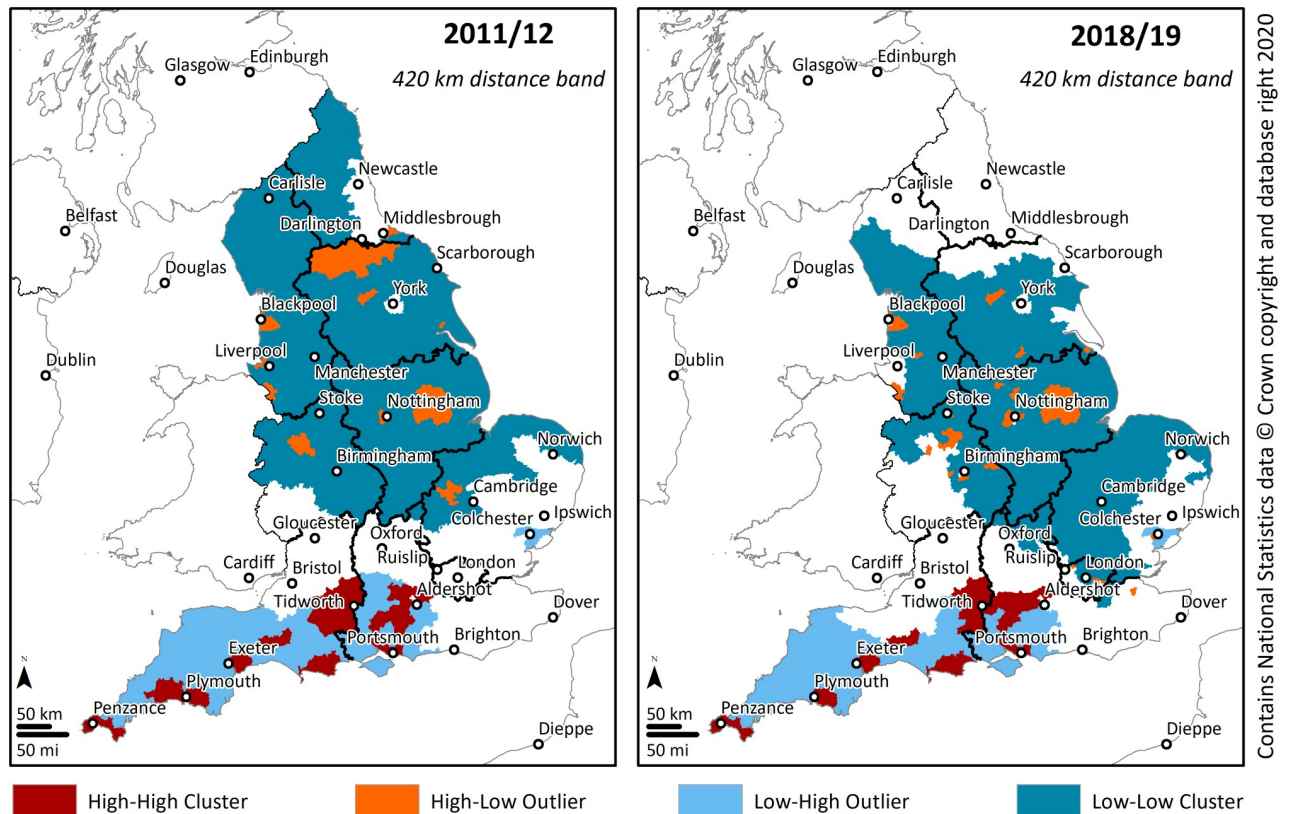 2011/12
420 km distance band
Glasgow
Edinburgh
Newcastle
Carlisle
Belfast
Darlington
Middlesbrough
Scarborough
Douglas
York
Blackpool
Liverpool
Dublin
Manchester
Stoke
Nottingham
Norwich
Birmingham
Cambridge
Ipswich
Colchester
Gloucester
Oxford
Ruislip
London
Cardiff
Bristol
Aldershot
Tidworth
Dover
Portsmouth
Brighton
Exeter
Plymouth
Penzance
Dieppe
N
50 km
50 mi
2018/19
420 km distance band
Glasgow
Edinburgh
Newcastle
Carlisle
Belfast
Darlington
Middlesbrough
Scarborough
Douglas
York
Blackpool
Liverpool
Dublin
Manchester
Stoke
Nottingham
Norwich
Birmingham
Cambridge
Ipswich
Colchester
Gloucester
Oxford
Ruislip
London
Cardiff
Bristol
Aldershot
Tidworth
Dover
Portsmouth
Brighton
Exeter
Plymouth
Penzance
Dieppe
N
50 km
50 mi
Contains National Statistics data © Crown copyright and database right 2020
High-High Cluster
High-Low Outlier
Low-High Outlier
Low-Low Cluster